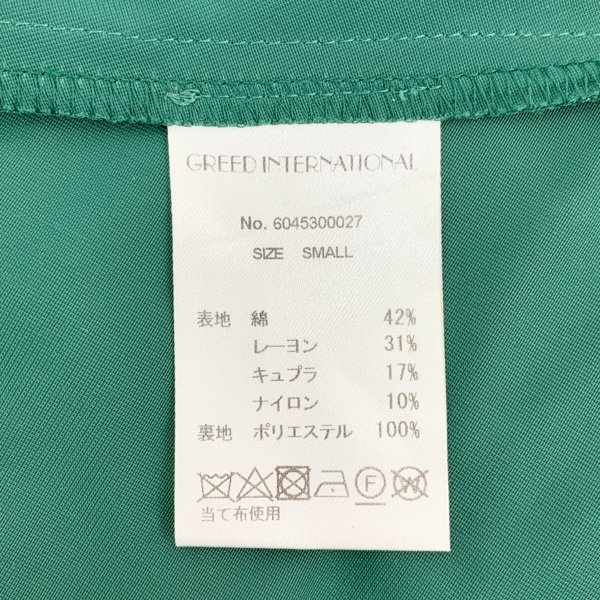 GREED INTERNATIONAL
No. 6045300027
SIZE SMALL
表地 綿 42%
レーヨン 31%
キュプラ 17%
ナイロン 10%
裏地 ポリエステル 100%
F W
当て布使用